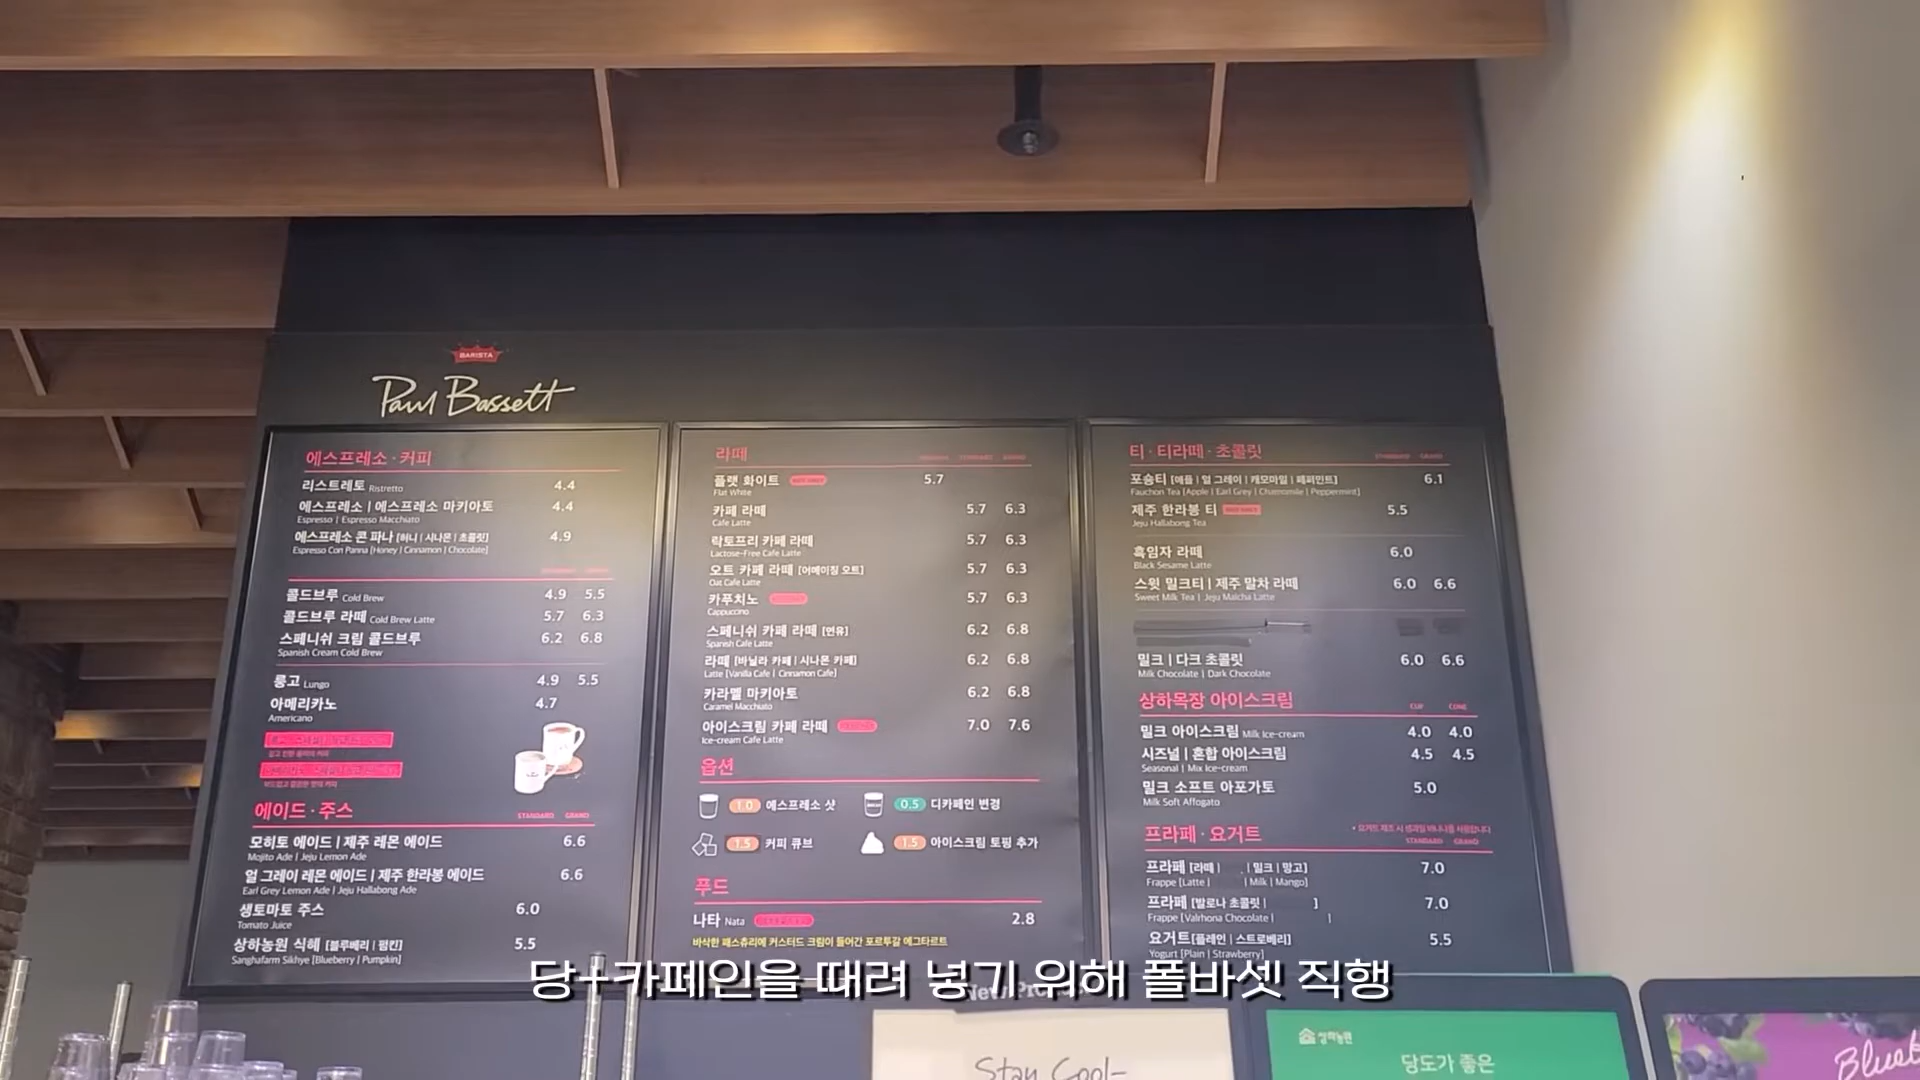 BARISTA
Paul Bassett
에스프레소 · 커피
리스트레토 Ristretto 4.4
에스프레소 | 에스프레소 마키아토 4.4
Espresso | Espresso Macchiato
에스프레소 콘 파나 [허니 | 시나몬 | 초콜릿] 4.9
Espresso Con Panna [Honey | Cinnamon | Chocolate]
콜드브루 Cold Brew 4.9 5.5
콜드브루 라떼 Cold Brew Latte 5.7 6.3
스페니쉬 크림 콜드브루 6.2 6.8
Spanish Cream Cold Brew
룽고 Lungo 4.9 5.5
아메리카노 4.7
Americano
에이드 · 주스 STANDARD GRAND
모히토 에이드 | 제주 레몬 에이드 6.6
Mojito Ade | Jeju Lemon Ade
얼 그레이 레몬 에이드 | 제주 한라봉 에이드 6.6
Earl Grey Lemon Ade | Jeju Hallabong Ade
생토마토 주스 6.0
Tomato Juice
상하농원 식혜 [블루베리 | 펌킨] 5.5
Sanghafarm Sikhye [Blueberry | Pumpkin]
라떼
플랫 화이트 5.7
Flat White
카페 라떼 5.7 6.3
Cafe Latte
락토프리 카페 라떼 5.7 6.3
Lactose-Free Cafe Latte
오트 카페 라떼 [어메이징 오트] 5.7 6.3
Oat Cafe Latte
카푸치노 5.7 6.3
Cappuccino
스페니쉬 카페 라떼 [연유] 6.2 6.8
Spanish Cafe Latte
라떼 [바닐라 카페 | 시나몬 카페] 6.2 6.8
Latte [Vanilla Cafe | Cinnamon Cafe]
카라멜 마키아토 6.2 6.8
Caramel Macchiato
아이스크림 카페 라떼 7.0 7.6
Ice-cream Cafe Latte
옵션
1.0 에스프레소 샷 0.5 디카페인 변경
1.5 커피 큐브 1.5 아이스크림 토핑 추가
푸드
나타 Nata 2.8
바삭한 패스츄리에 커스터드 크림이 들어간 포르투갈 에그타르트
티 · 티라떼 · 초콜릿 STANDARD GRAND
포숑티 [애플 | 얼 그레이 | 캐모마일 | 페퍼민트] 6.1
Fauchon Tea [Apple | Earl Grey | Chamomile | Peppermint]
제주 한라봉 티 5.5
Jeju Hallabong Tea
흑임자 라떼 6.0
Black Sesame Latte
스윗 밀크티 | 제주 말차 라떼 6.0 6.6
Sweet Milk Tea | Jeju Malcha Latte
밀크 | 다크 초콜릿 6.0 6.6
Milk Chocolate | Dark Chocolate
상하목장 아이스크림 CUP CONE
밀크 아이스크림 Milk Ice-cream 4.0 4.0
시즈널 | 혼합 아이스크림 4.5 4.5
Seasonal | Mix Ice-cream
밀크 소프트 아포가토 5.0
Milk Soft Affogato
프라페 · 요거트
STANDARD GRAND
프라페 [라떼 | | 밀크 | 망고] 7.0
Frappe [Latte | | Milk | Mango]
프라페 [발로나 초콜릿 | ] 7.0
Frappe [Valrhona Chocolate | ]
요거트[플레인 | 스트로베리] 5.5
Yogurt [Plain | Strawberry]
당+카페인을 때려 넣기 위해 폴바셋 직행
Stay Cool-
상하농원
당도가 좋은